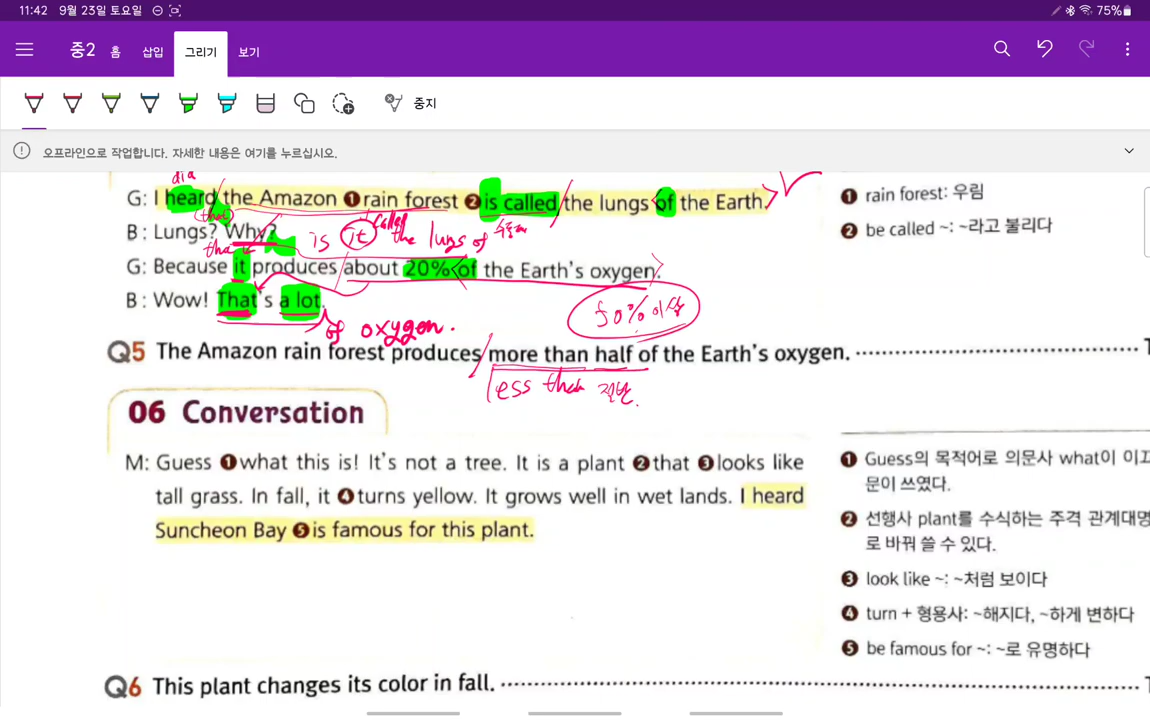 11:42 9월 23일 토요일 75%
중2 홈 삽입 그리기 보기
중지
오프라인으로 작업합니다. 자세한 내용은 여기를 누르십시오.
G: I heard the Amazon ❶rain forest ❷is called the lungs of the Earth.
(that)
B: Lungs? Why?
is it called the lungs of
G: Because it produces about 20% of the Earth's oxygen.
B: Wow! That's a lot.
of oxygen.
50% 이상
Q5 The Amazon rain forest produces more than half of the Earth's oxygen.
less than 절반.
❶ rain forest: 우림
❷ be called ~: ~라고 불리다
06 Conversation
M: Guess ❶what this is! It's not a tree. It is a plant ❷that ❸looks like
tall grass. In fall, it ❹turns yellow. It grows well in wet lands. I heard
Suncheon Bay ❺is famous for this plant.
❶ Guess의 목적어로 의문사 what이 이끄
문이 쓰였다.
❷ 선행사 plant를 수식하는 주격 관계대명
로 바꿔 쓸 수 있다.
❸ look like ~: ~처럼 보이다
❹ turn + 형용사: ~해지다, ~하게 변하다
❺ be famous for ~: ~로 유명하다
Q6 This plant changes its color in fall.